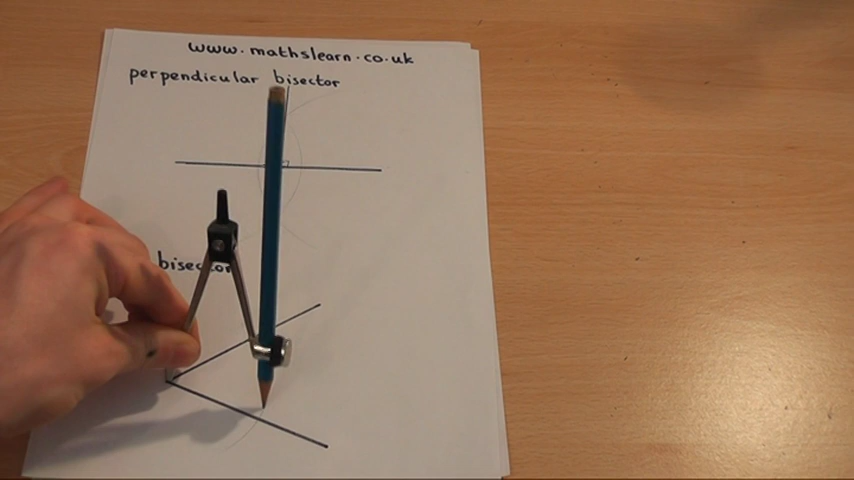 www.mathslearn.co.uk
perpendicular bisector
bisector